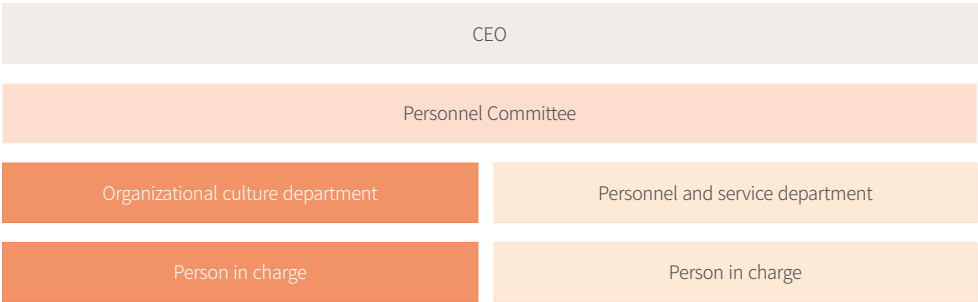 CEO
Personnel Committee
Organizational culture department
Personnel and service department
Person in charge
Person in charge